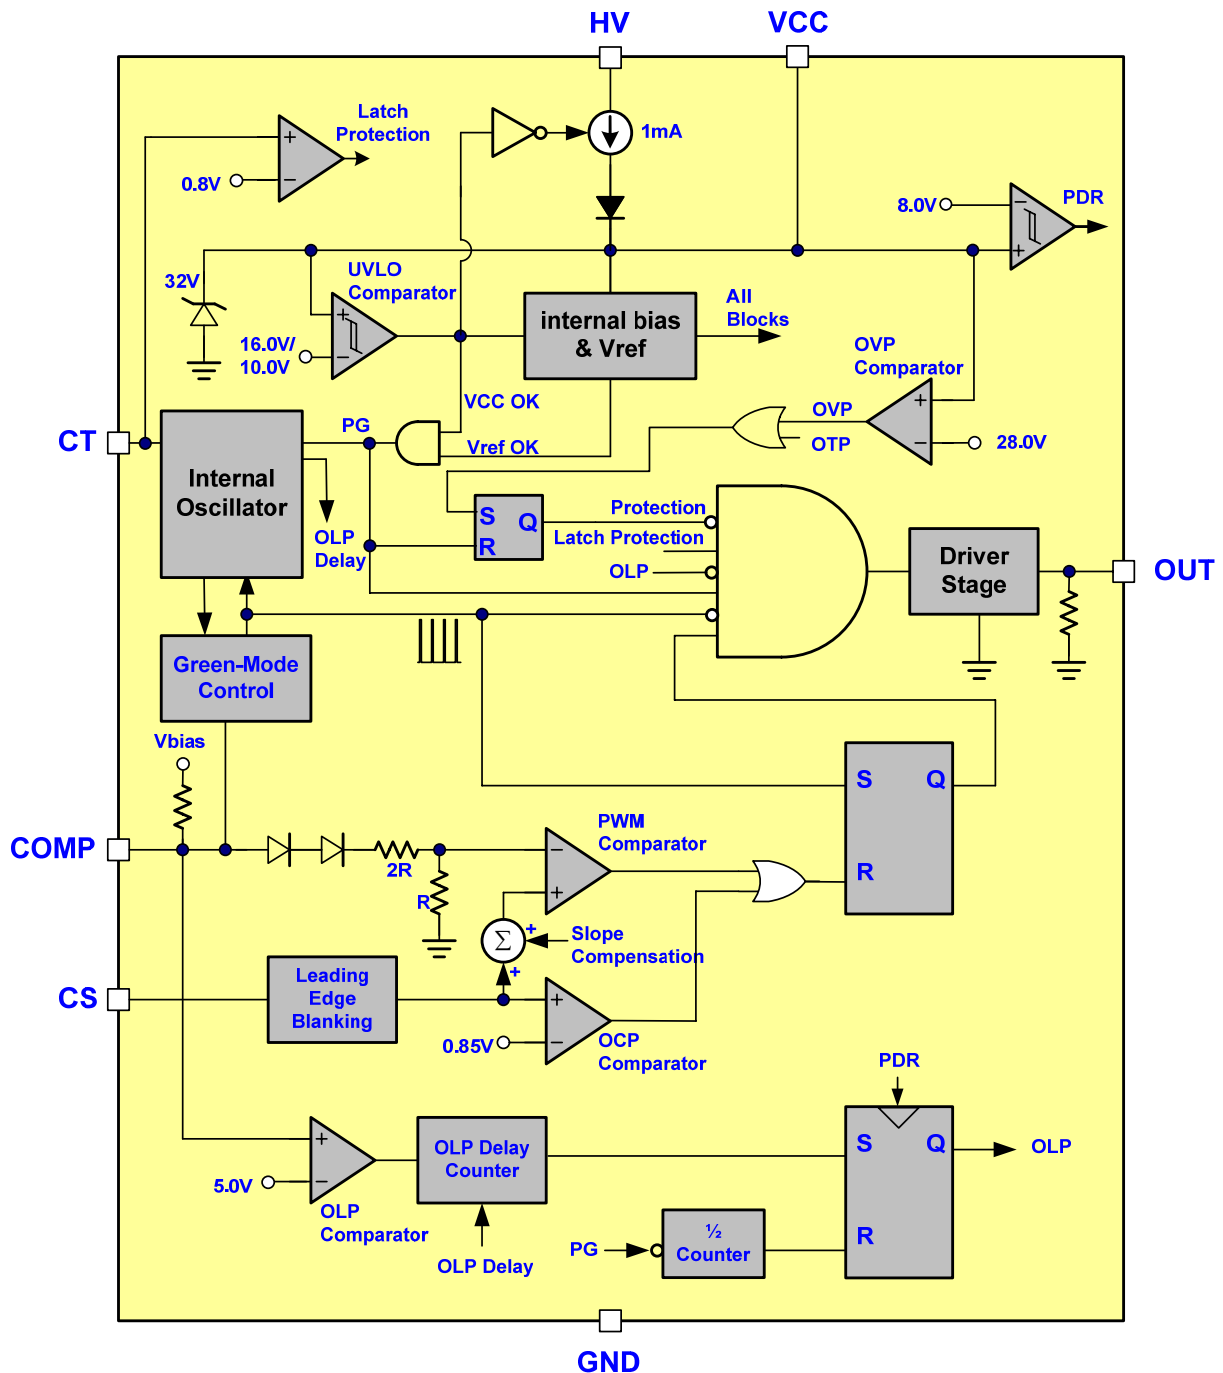 HV
VCC
Latch
Protection
1mA
0.8V
8.0V
PDR
+
−
−
+
32V
UVLO
Comparator
+
−
16.0V/
10.0V
internal bias
& Vref
All
Blocks
OVP
Comparator
+
−
28.0V
OVP
OTP
VCC OK
Vref OK
PG
CT
Internal
Oscillator
OLP
Delay
S
Q
R
Protection
Latch Protection
OLP
Driver
Stage
OUT
Green-Mode
Control
Vbias
COMP
2R
R
PWM
Comparator
−
+
S
Q
R
Σ
+
+
Slope
Compensation
CS
Leading
Edge
Blanking
+
−
0.85V
OCP
Comparator
PDR
+
−
5.0V
OLP
Comparator
OLP Delay
Counter
OLP Delay
S
Q
R
OLP
PG
½
Counter
GND